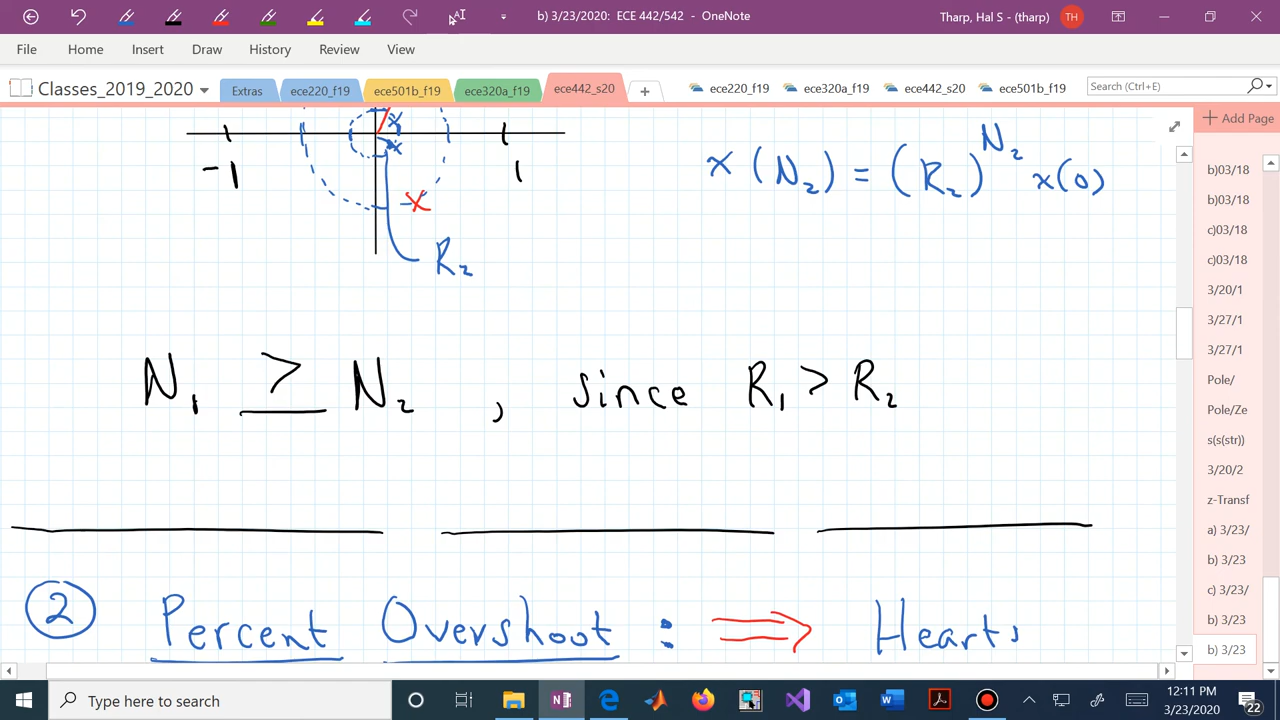 b) 3/23/2020: ECE 442/542 - OneNote
Tharp, Hal S - (tharp) TH
File Home Insert Draw History Review View
Classes_2019_2020 Extras ece220_f19 ece501b_f19 ece320a_f19 ece442_s20 ece220_f19 ece320a_f19 ece442_s20 ece501b_f19 Search (Ctrl+E)
Add Page
-1 1
x x x
R₂
x(N₂) = (R₂)^N₂ x(0)
N₁ ≥ N₂ , since R₁ > R₂
② Percent Overshoot : ⇒ Hearts
b)03/18
b)03/18
c)03/18
c)03/18
3/20/1
3/27/1
3/27/1
Pole/
Pole/Ze
s(s(str))
3/20/2
z-Transf
a) 3/23/
b) 3/23
c) 3/23/
b) 3/23
b) 3/23
Type here to search
12:11 PM
3/23/2020
22